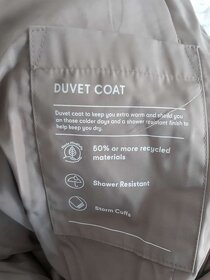 DUVET COAT
Duvet coat to keep you extra warm and shield you
on those colder days and a shower resistant finish to
help keep you dry.
50% or more recycled
materials
Shower Resistant
Storm Cuffs